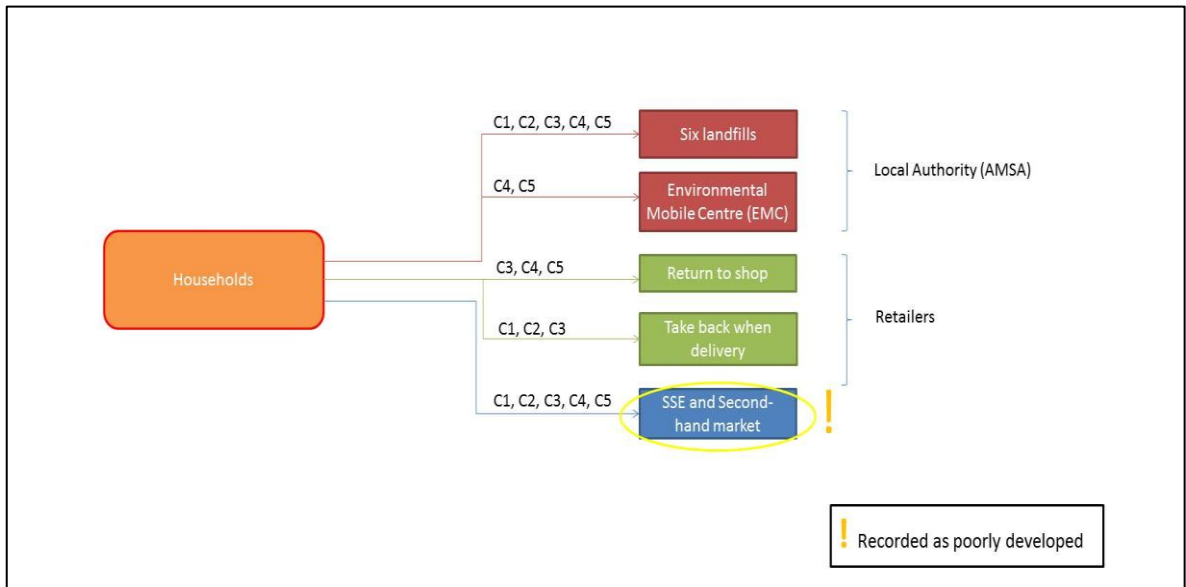 C1, C2, C3, C4, C5
Six landfills
Local Authority (AMSA)
C4, C5
Environmental
Mobile Centre (EMC)
Households
C3, C4, C5
Return to shop
Retailers
C1, C2, C3
Take back when
delivery
C1, C2, C3, C4, C5
SSE and Second-
hand market
!
! Recorded as poorly developed